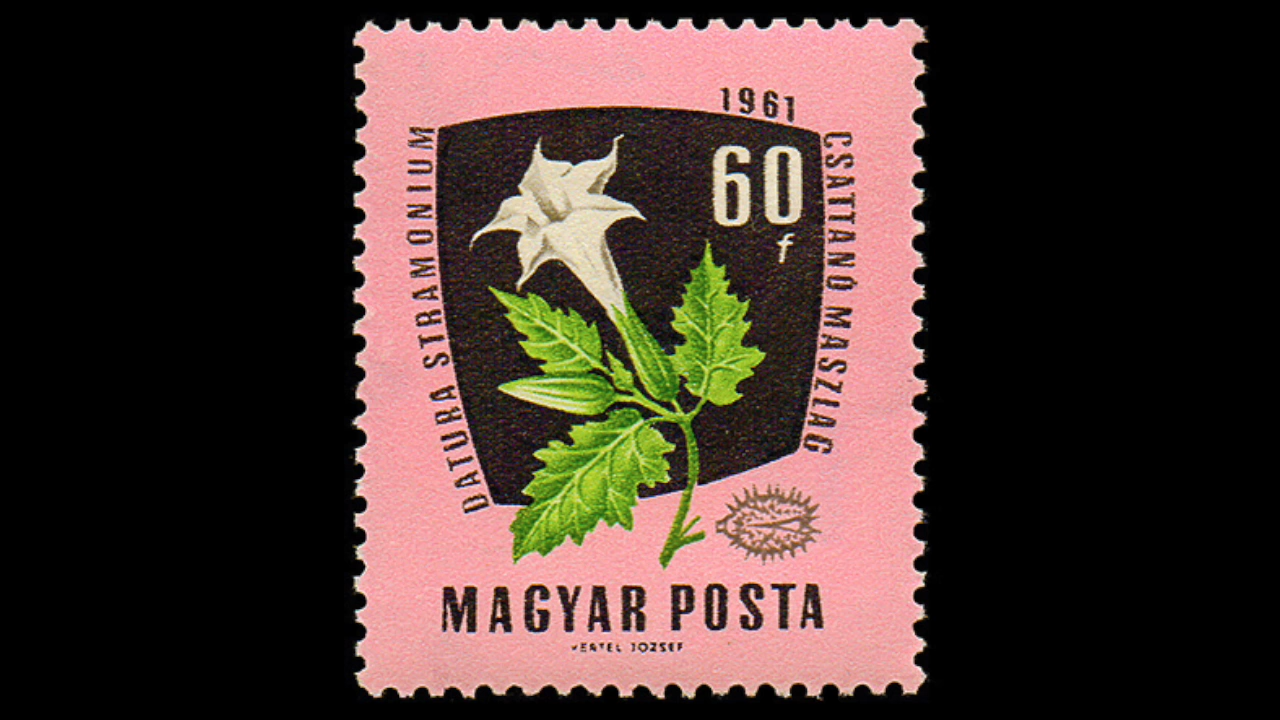 1961
60
f
DATURA STRAMONIUM
CSATTANÓ MASZLAG
MAGYAR POSTA
VERTEL JÓZSEF